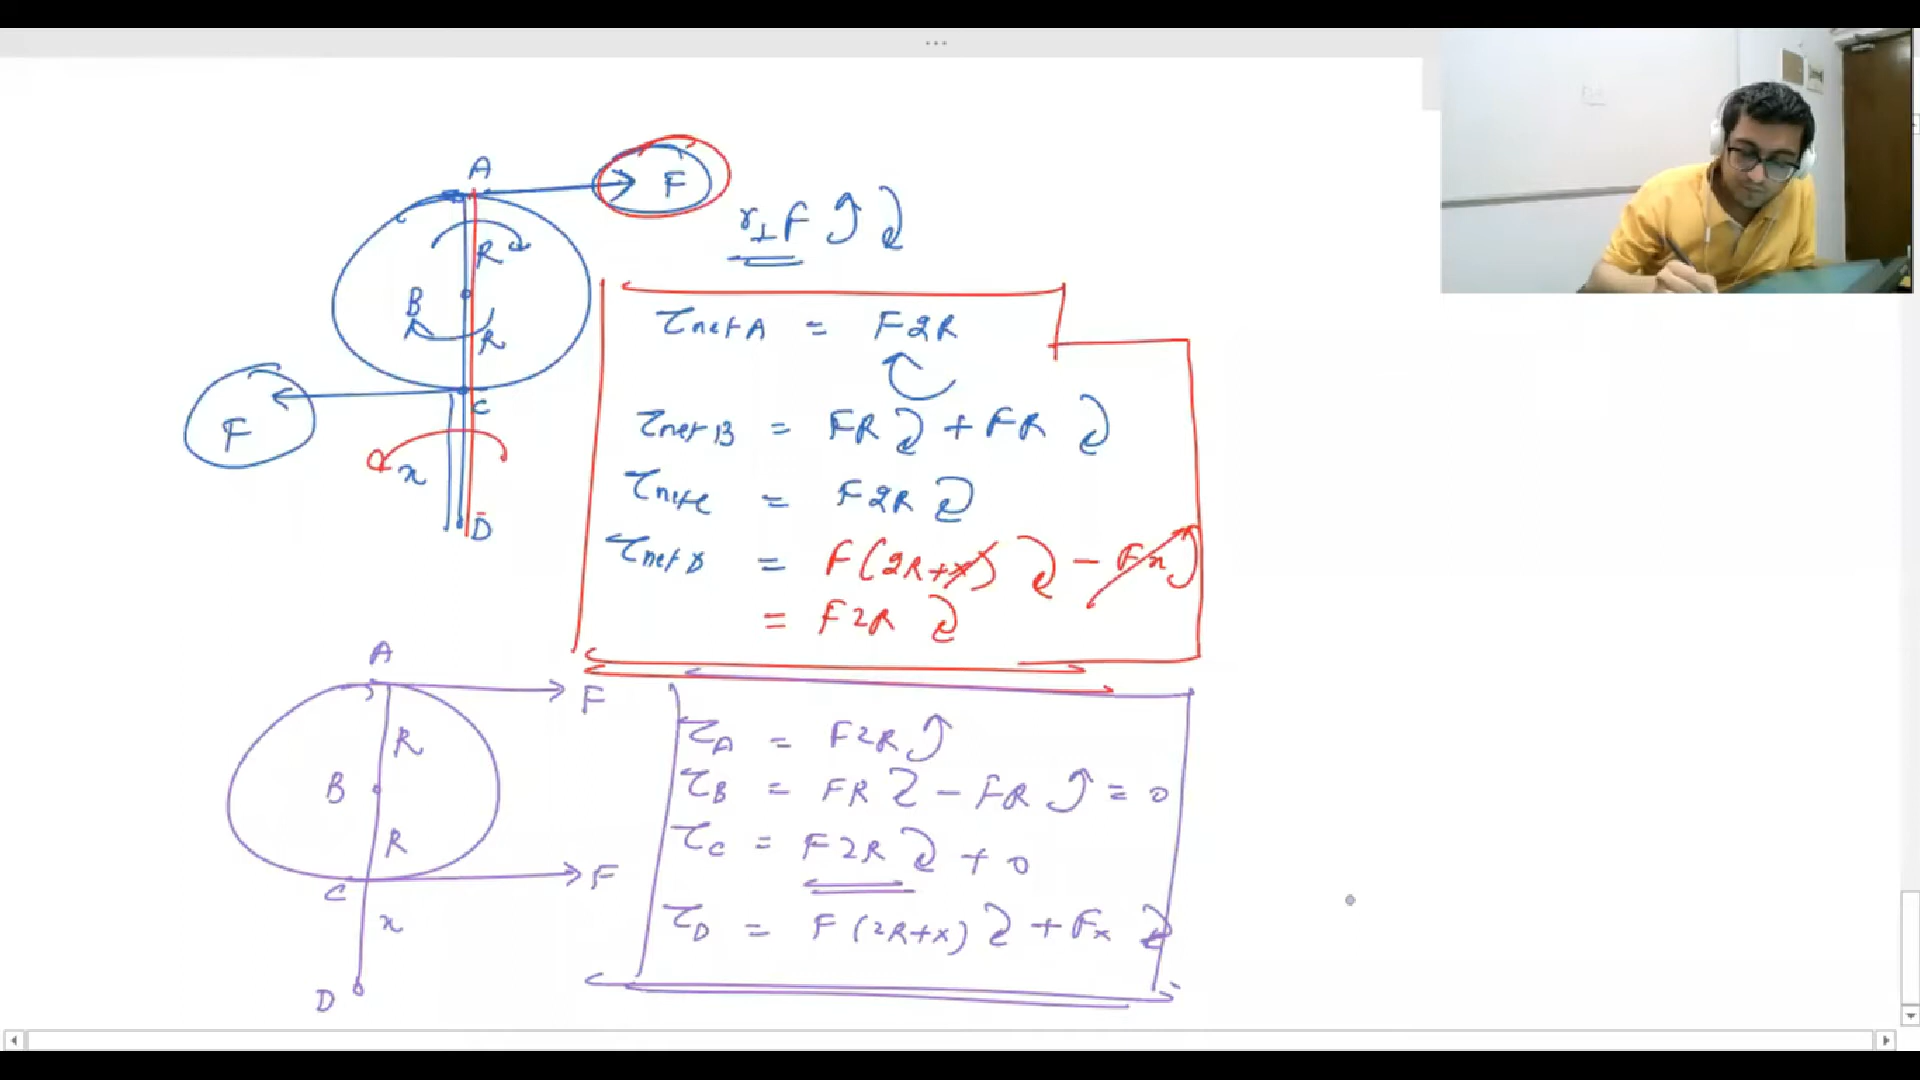 A
F
r⊥F
R
B
R
F
C
x
D
τnet A = F2R
τnet B = FR + FR
τnet C = F2R
τnet D = F(2R+x) - Fx
= F2R
A
F
R
B
R
C
F
x
D
τA = F2R
τB = FR - FR = 0
τC = F2R + 0
τD = F(2R+x) + Fx